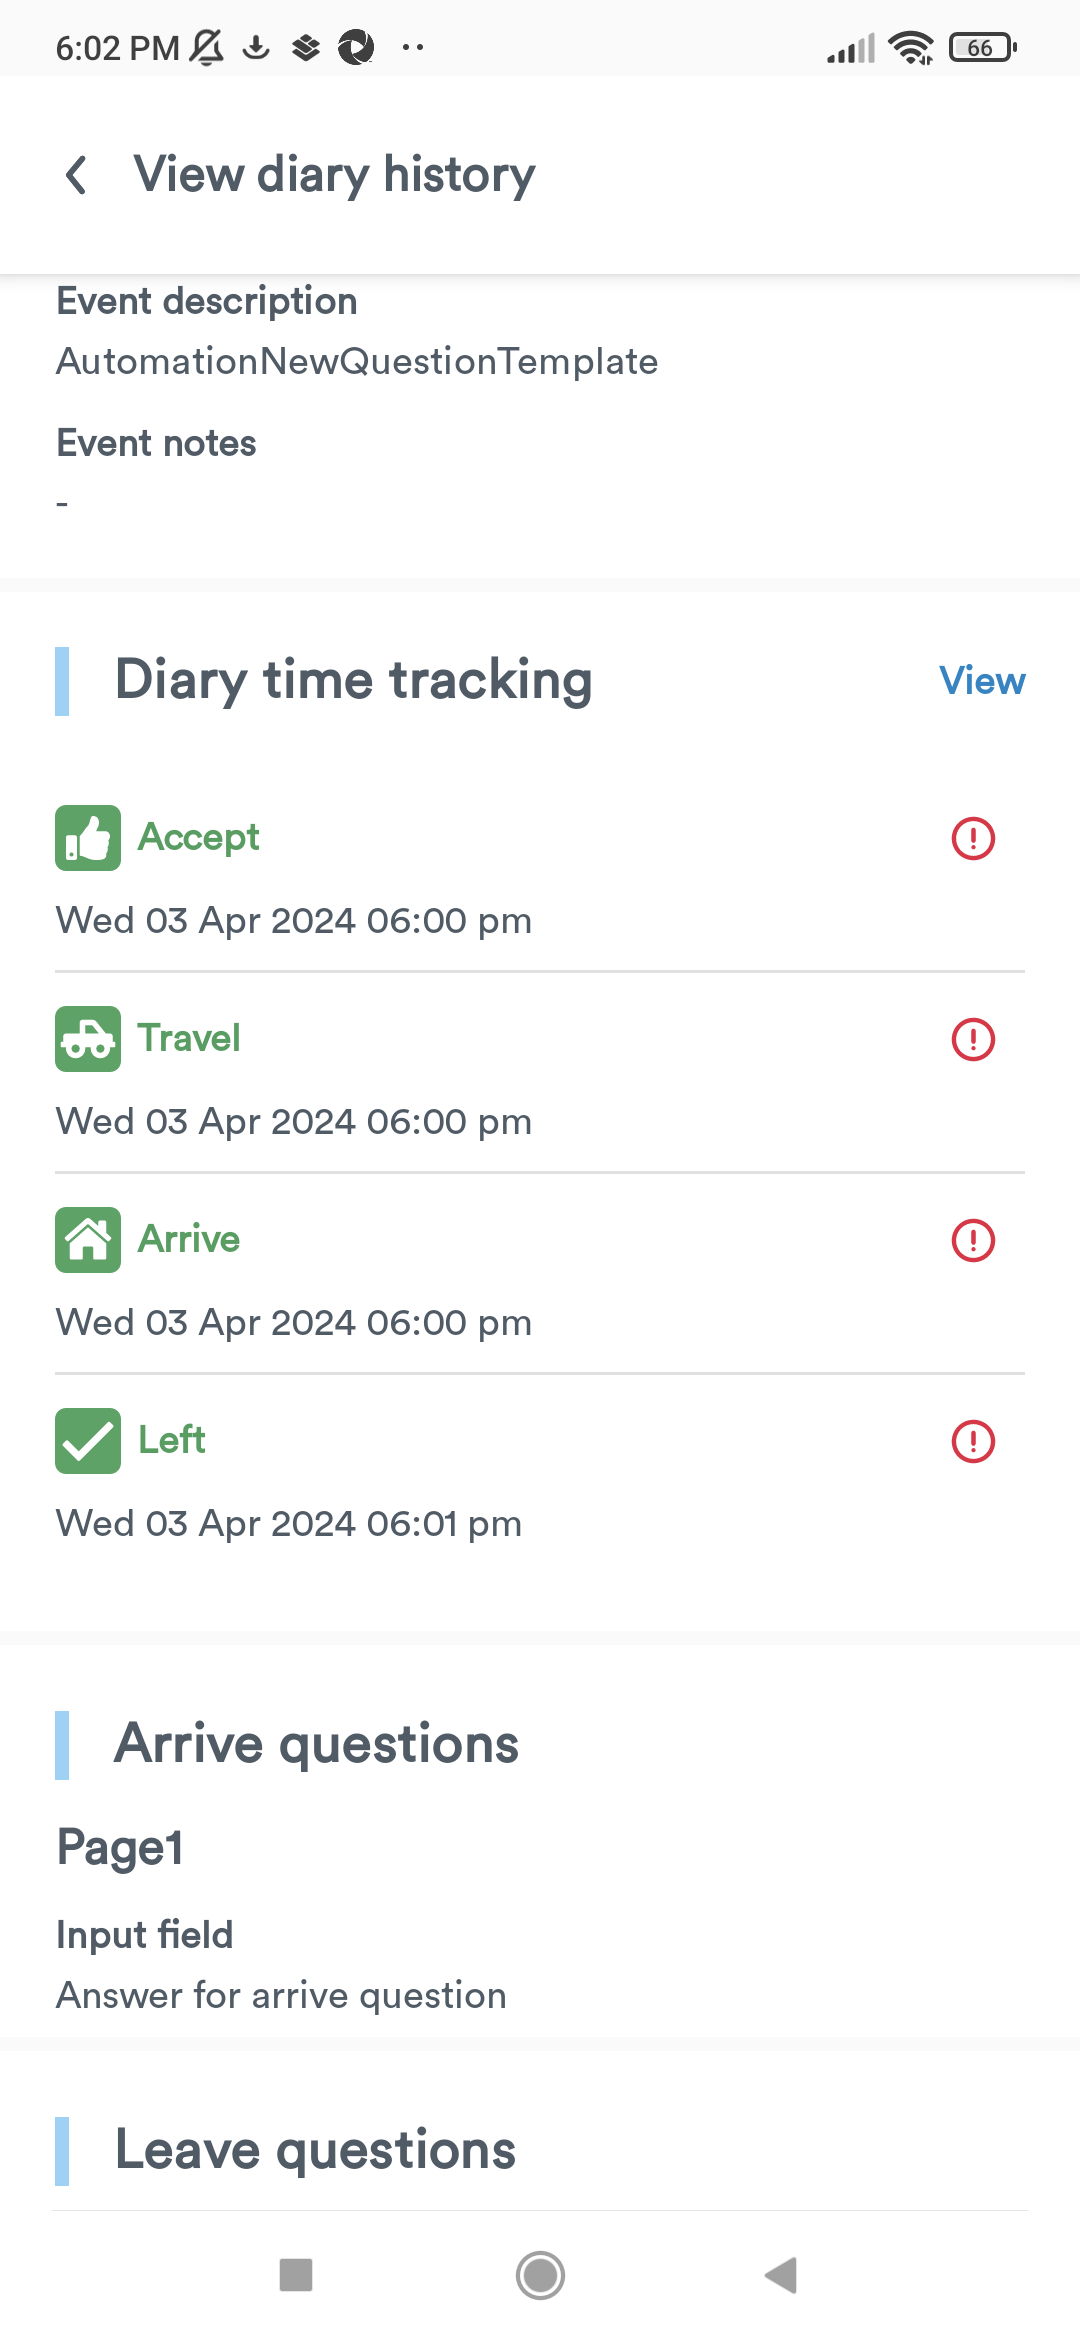 6:02 PM
66
View diary history
Event description
AutomationNewQuestionTemplate
Event notes
-
Diary time tracking
View
Accept
Wed 03 Apr 2024 06:00 pm
Travel
Wed 03 Apr 2024 06:00 pm
Arrive
Wed 03 Apr 2024 06:00 pm
Left
Wed 03 Apr 2024 06:01 pm
Arrive questions
Page1
Input field
Answer for arrive question
Leave questions